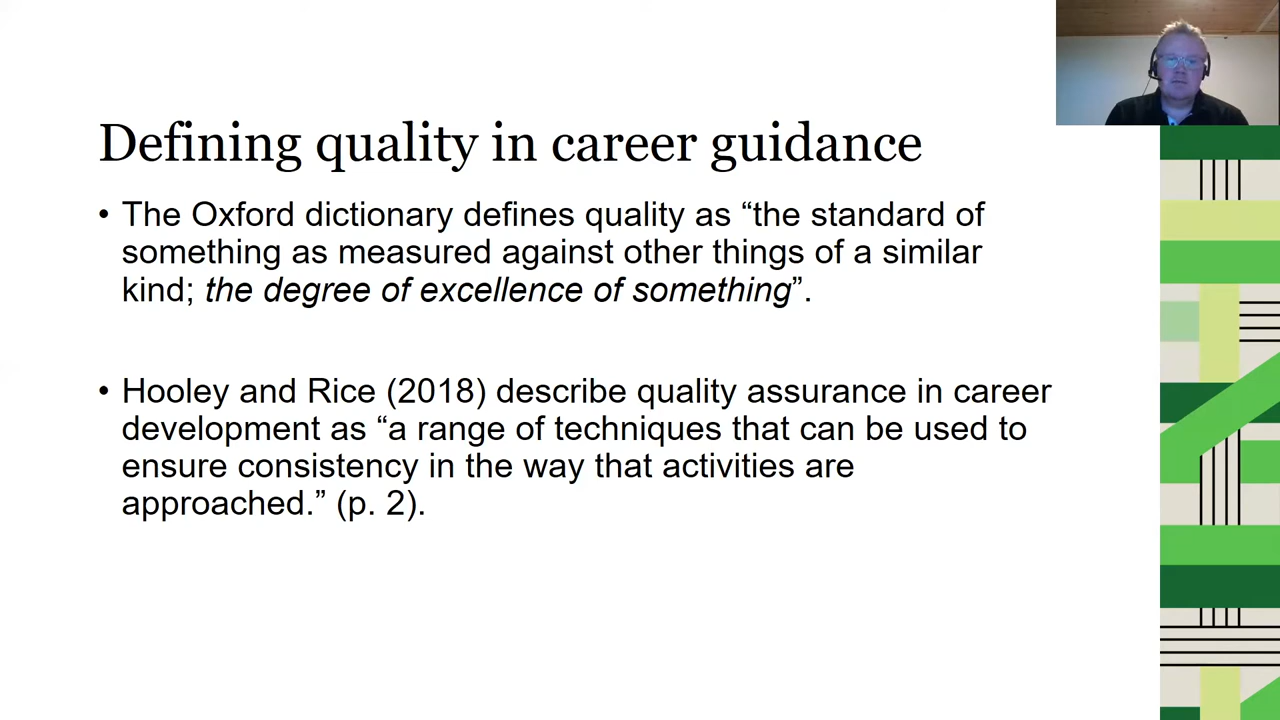 Defining quality in career guidance
• The Oxford dictionary defines quality as “the standard of
something as measured against other things of a similar
kind; the degree of excellence of something”.
• Hooley and Rice (2018) describe quality assurance in career
development as “a range of techniques that can be used to
ensure consistency in the way that activities are
approached.” (p. 2).